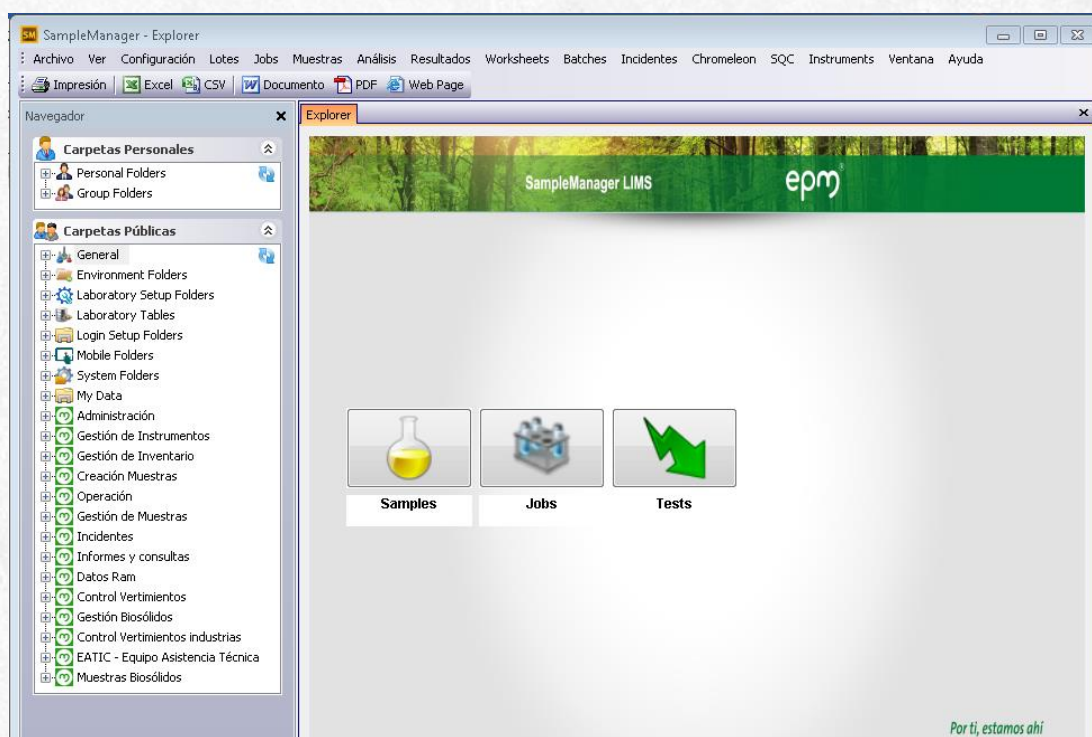 SM SampleManager - Explorer
Archivo Ver Configuración Lotes Jobs Muestras Análisis Resultados Worksheets Batches Incidentes Chromeleon SQC Instruments Ventana Ayuda
Impresión Excel CSV Documento PDF Web Page
Navegador
Explorer
Carpetas Personales
Personal Folders
Group Folders
Carpetas Públicas
General
Environment Folders
Laboratory Setup Folders
Laboratory Tables
Login Setup Folders
Mobile Folders
System Folders
My Data
Administración
Gestión de Instrumentos
Gestión de Inventario
Creación Muestras
Operación
Gestión de Muestras
Incidentes
Informes y consultas
Datos Ram
Control Vertimientos
Gestión Biosólidos
Control Vertimientos industrias
EATIC - Equipo Asistencia Técnica
Muestras Biosólidos
SampleManager LIMS
epm
Samples Jobs Tests
Por ti, estamos ahí